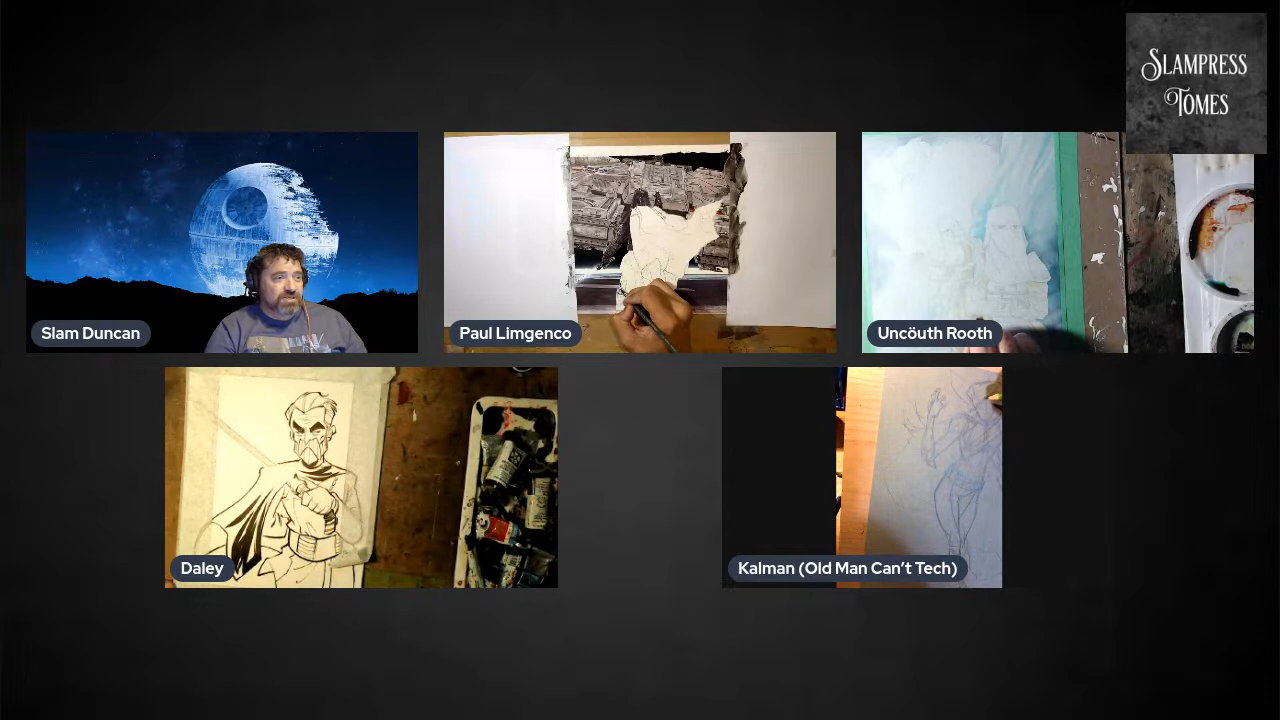 Slampress
Tomes
Slam Duncan
Paul Limgenco
Uncöuth Rooth
Daley
Kalman (Old Man Can't Tech)